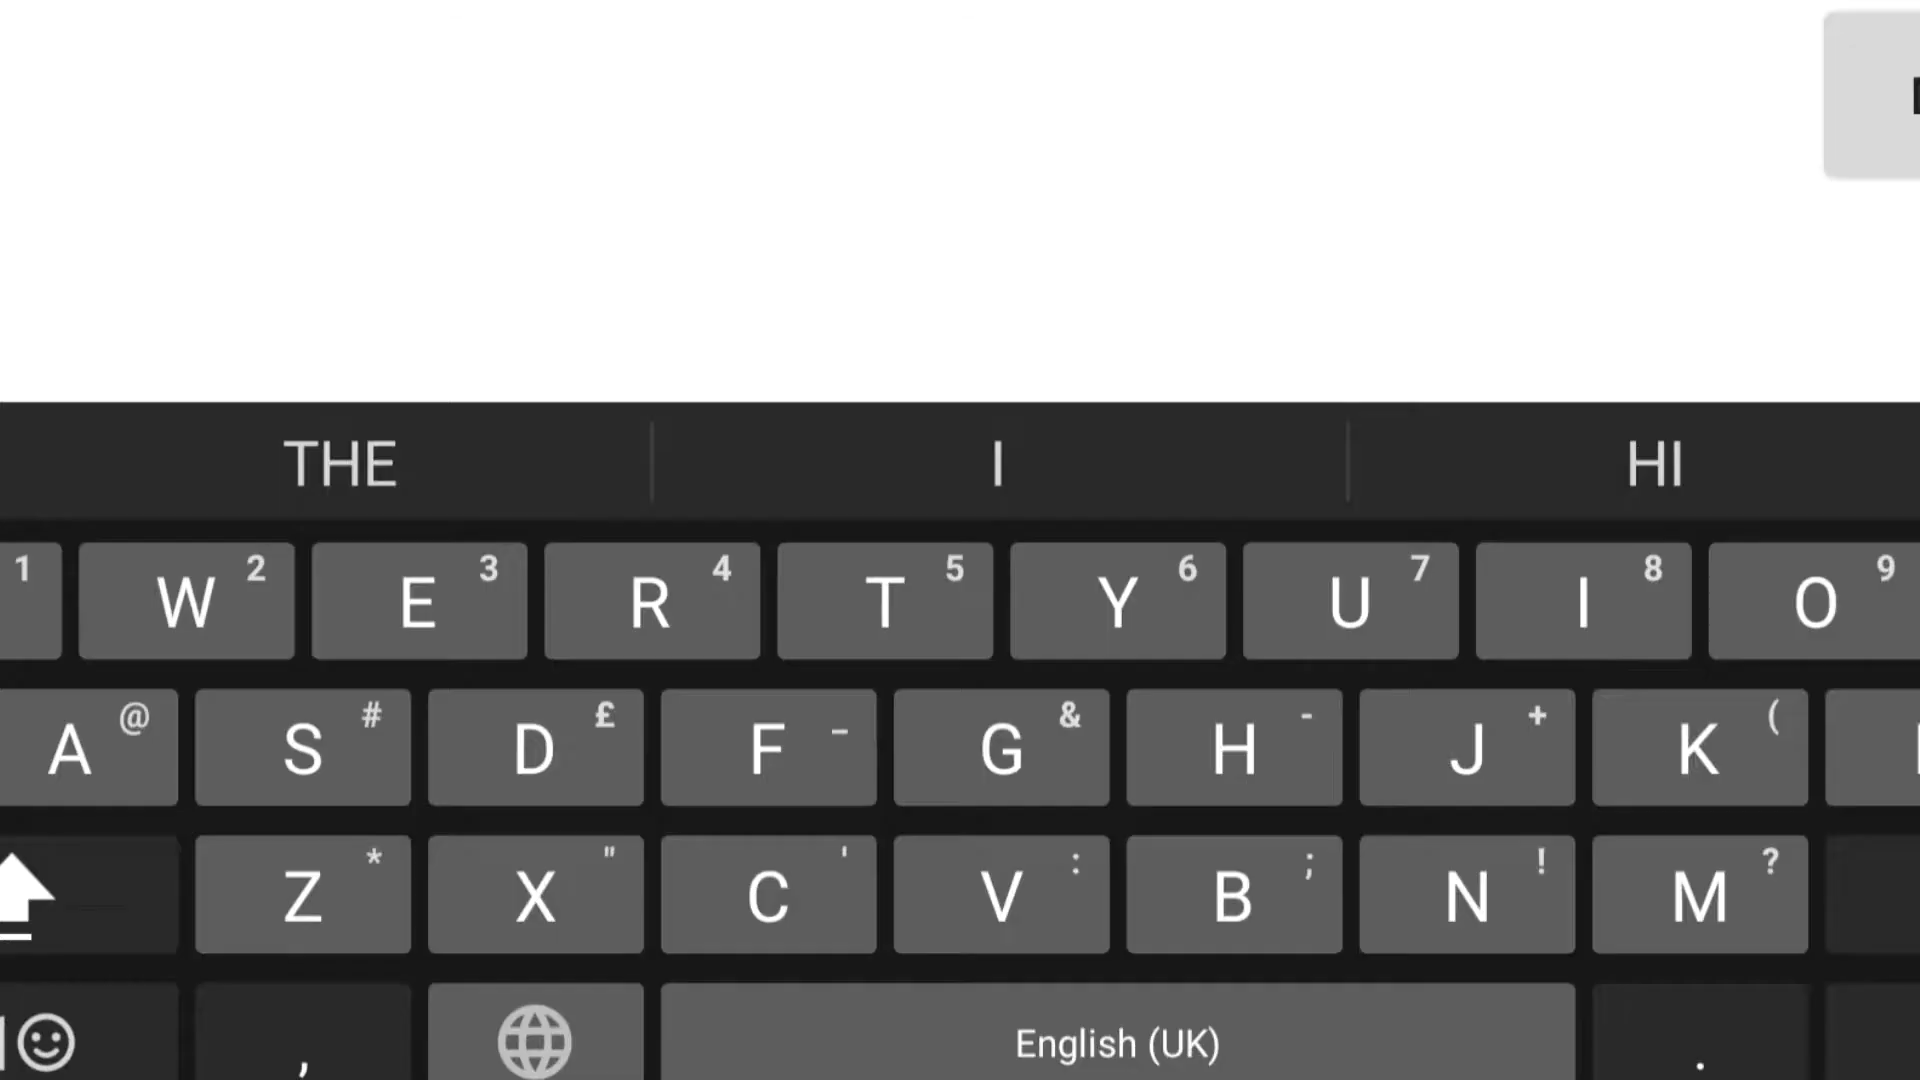 THE I HI
1 W 2 E 3 R 4 T 5 Y 6 U 7 I 8 O 9
A @ S # D £ F _ G & H - J + K (
Z * X " C ' V : B ; N ! M ?
, English (UK) .